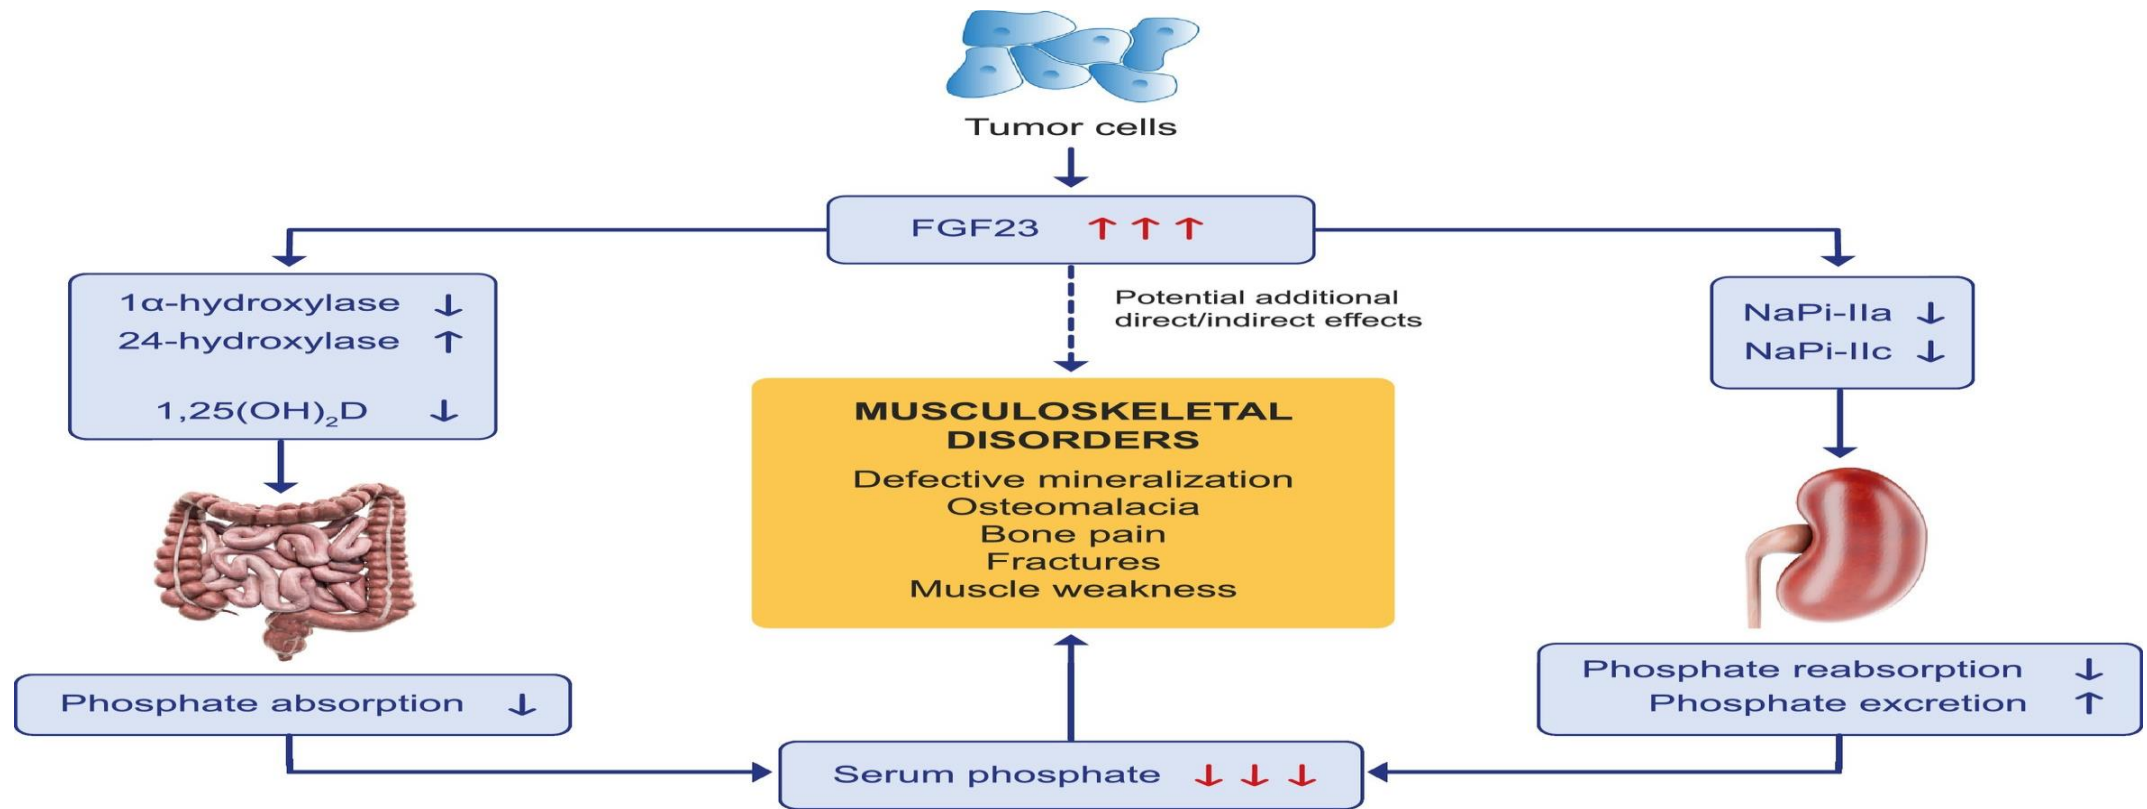 Tumor cells
FGF23 ↑ ↑ ↑
Potential additional
direct/indirect effects
1α-hydroxylase ↓
24-hydroxylase ↑
1,25(OH)₂D ↓
NaPi-IIa ↓
NaPi-IIc ↓
MUSCULOSKELETAL
DISORDERS
Defective mineralization
Osteomalacia
Bone pain
Fractures
Muscle weakness
Phosphate absorption ↓
Phosphate reabsorption ↓
Phosphate excretion ↑
Serum phosphate ↓ ↓ ↓